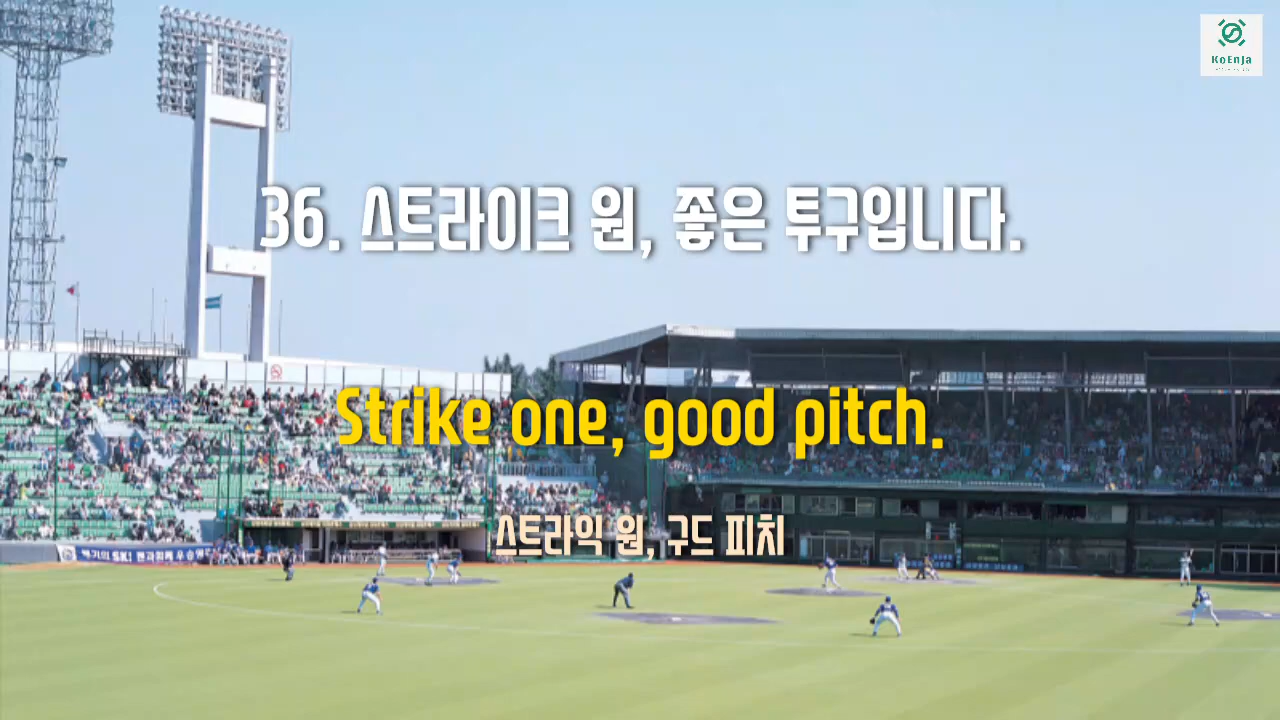 KoEnJa
36. 스트라이크 원, 좋은 투구입니다.
Strike one, good pitch.
스트라익 원, 구드 피치